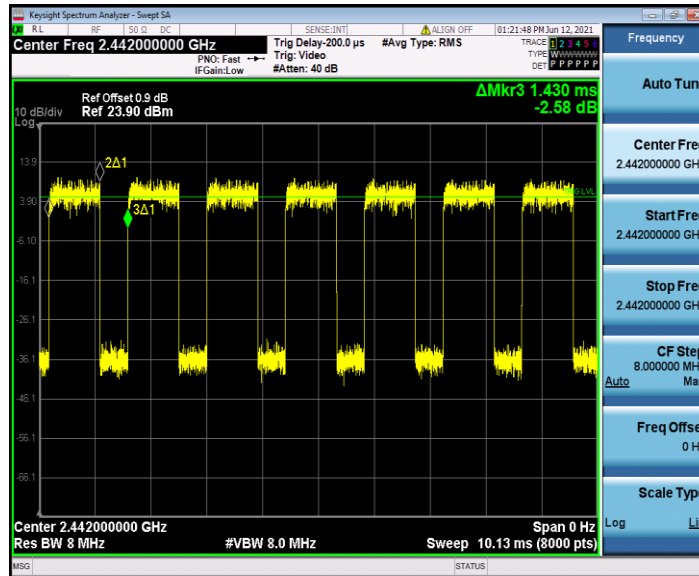 Keysight Spectrum Analyzer - Swept SA
RL RF 50 Ω DC SENSE:INT ALIGN OFF 01:21:48 PM Jun 12, 2021
Center Freq 2.442000000 GHz
PNO: Fast
IFGain:Low
Trig Delay-200.0 µs
Trig: Video
#Atten: 40 dB
#Avg Type: RMS
TRACE 1 2 3 4 5 6
TYPE WWWWWW
DET P P P P P P
Ref Offset 0.9 dB
10 dB/div Ref 23.90 dBm
Log
ΔMkr3 1.430 ms
-2.58 dB
13.9
3.90
-6.10
-16.1
-26.1
-36.1
-46.1
-56.1
-66.1
2Δ1
3Δ1
LVL
Center 2.442000000 GHz Span 0 Hz
Res BW 8 MHz #VBW 8.0 MHz Sweep 10.13 ms (8000 pts)
MSG STATUS
Frequency
Auto Tun
Center Fre
2.442000000 GH
Start Fre
2.442000000 GH
Stop Fre
2.442000000 GH
CF Step
8.000000 MH
Auto Ma
Freq Offse
0 H
Scale Typ
Log Li